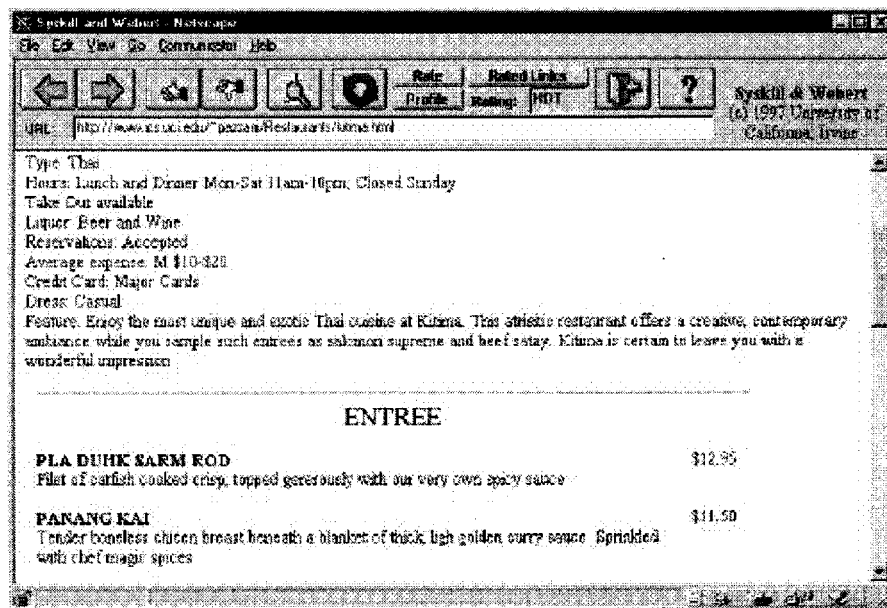 Syskill and Webert - Netscape
File Edit View Go Communicator Help
Rate Rated Links
Profile Rating: HOT
?
Syskill & Webert
(c) 1997 University of
California, Irvine
URL:
Type: Thai
Hours: Lunch and Dinner Mon-Sat 11am-10pm; Closed Sunday
Take Out available
Liquor: Beer and Wine
Reservations: Accepted
Average expense: M $10-$20
Credit Card: Major Cards
Dress: Casual
Feature: Enjoy the most unique and exotic Thai cuisine at Kitima. This artistic restaurant offers a creative, contemporary
ambiance while you sample such entrees as salamon supreme and beef satay. Kitima is certain to leave you with a
wonderful impression
ENTREE
PLA DUHK SARM ROD $12.95
Filet of catfish cooked crisp, topped generously with our very own spicy sauce
PANANG KAI $11.50
Tender boneless chicen breast beneath a blanket of thick, ligh golden curry sauce. Sprinkled
with chef magic spices